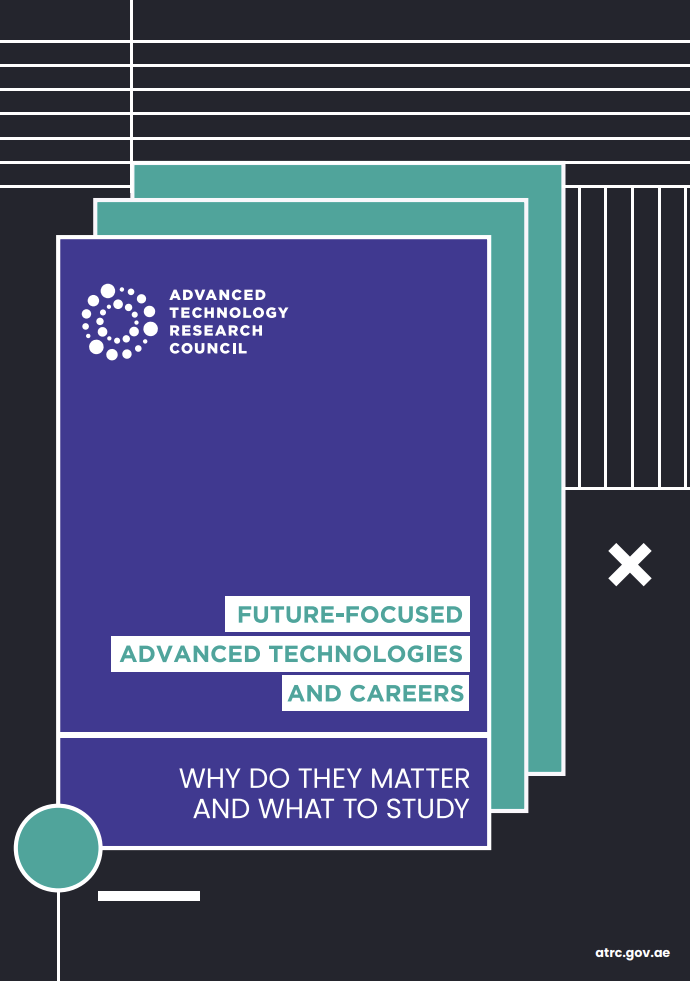 ADVANCED
TECHNOLOGY
RESEARCH
COUNCIL
FUTURE-FOCUSED
ADVANCED TECHNOLOGIES
AND CAREERS
WHY DO THEY MATTER
AND WHAT TO STUDY
atrc.gov.ae